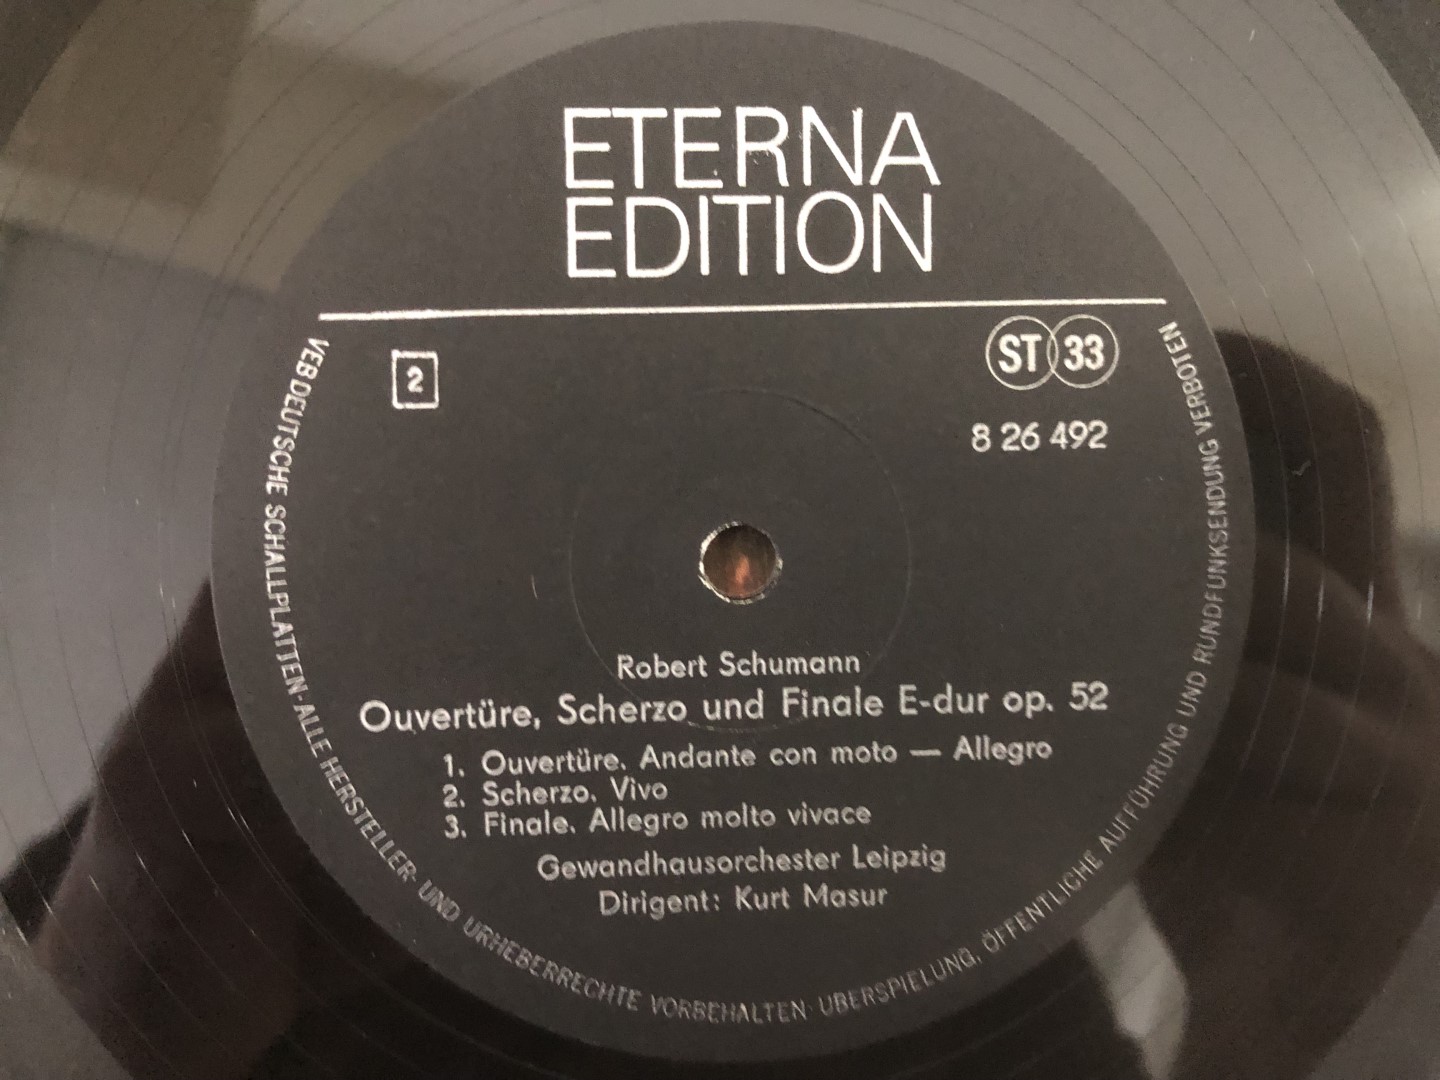 ETERNA
EDITION
2
ST 33
8 26 492
Robert Schumann
Ouvertüre, Scherzo und Finale E-dur op. 52
1. Ouvertüre. Andante con moto — Allegro
2. Scherzo. Vivo
3. Finale. Allegro molto vivace
Gewandhausorchester Leipzig
Dirigent: Kurt Masur
VEB DEUTSCHE SCHALLPLATTEN · ALLE HERSTELLER- UND URHEBERRECHTE VORBEHALTEN · ÜBERSPIELUNG, ÖFFENTLICHE AUFFÜHRUNG UND RUNDFUNKSENDUNG VERBOTEN